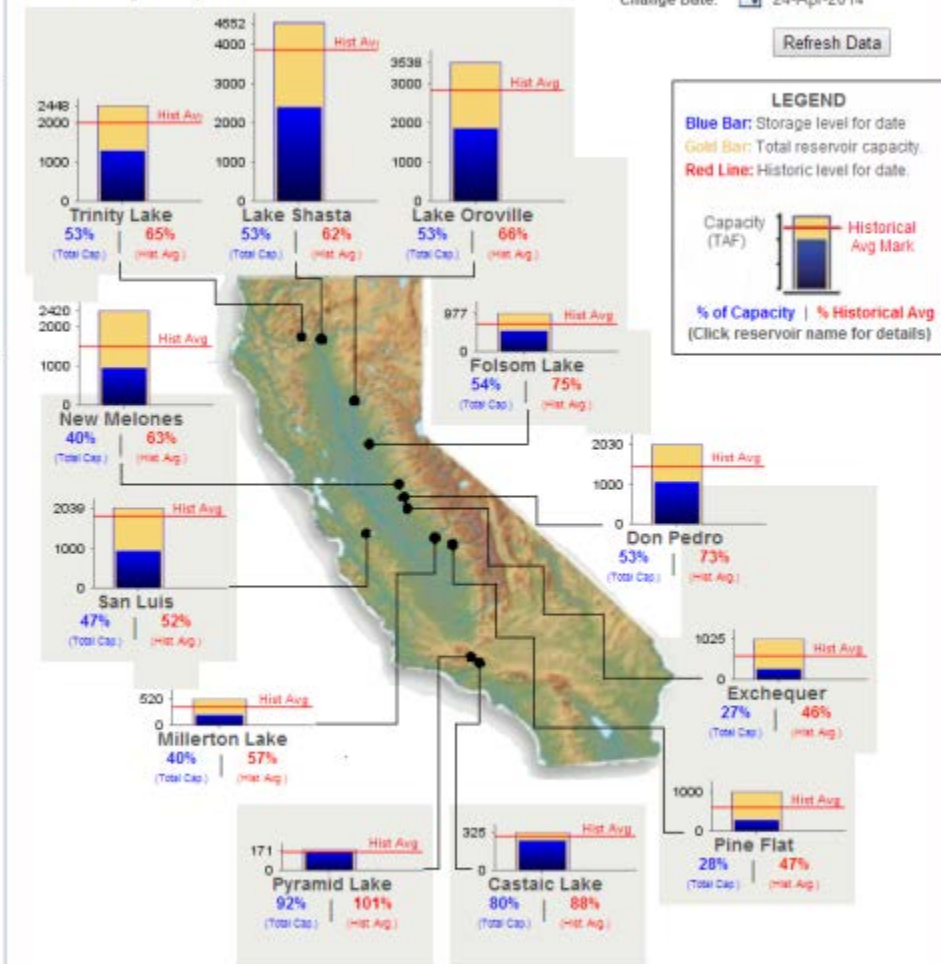 Change Date: 24-Apr-2014
Refresh Data
LEGEND
Blue Bar: Storage level for date
Gold Bar: Total reservoir capacity.
Red Line: Historic level for date.
Capacity
(TAF)
Historical
Avg Mark
% of Capacity | % Historical Avg
(Click reservoir name for details)
2448
2000
1000
0
Hist Av
Trinity Lake
53% | 65%
(Total Cap.) (Hist. Avg.)
4552
4000
3000
2000
1000
0
Hist Av
Lake Shasta
53% | 62%
(Total Cap.) (Hist. Avg.)
3538
3000
2000
1000
0
Hist Avg
Lake Oroville
53% | 66%
(Total Cap.) (Hist. Avg.)
2420
2000
1000
0
Hist Avg
New Melones
40% | 63%
(Total Cap.) (Hist. Avg.)
977
0
Hist Avg
Folsom Lake
54% | 75%
(Total Cap.) (Hist. Avg.)
2030
1000
0
Hist Avg
Don Pedro
53% | 73%
(Total Cap.) (Hist. Avg.)
2039
1000
0
Hist Avg
San Luis
47% | 52%
(Total Cap.) (Hist. Avg.)
1025
0
Hist Avg
Exchequer
27% | 46%
(Total Cap.) (Hist. Avg.)
520
0
Hist Avg
Millerton Lake
40% | 57%
(Total Cap.) (Hist. Avg.)
1000
0
Hist Avg
Pine Flat
28% | 47%
(Total Cap.) (Hist. Avg.)
171
0
Hist Avg
Pyramid Lake
92% | 101%
(Total Cap.) (Hist. Avg.)
325
0
Hist Avg
Castaic Lake
80% | 88%
(Total Cap.) (Hist. Avg.)